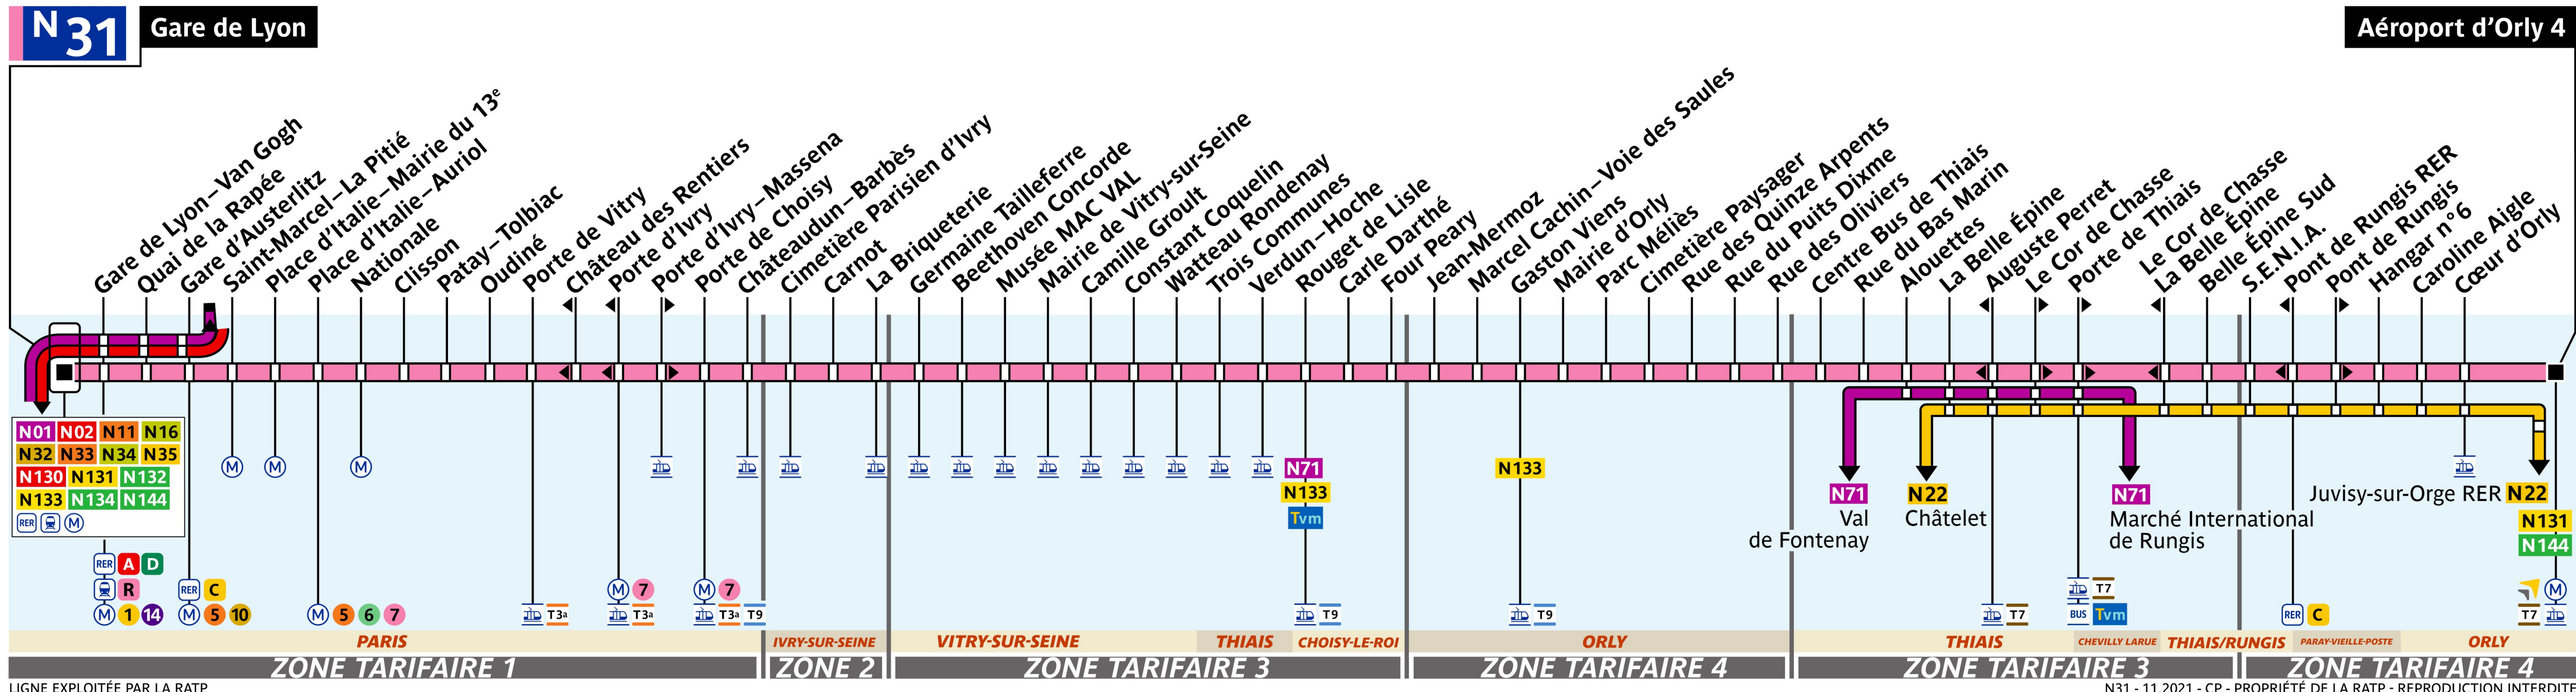 N31
Gare de Lyon
Aéroport d’Orly 4
Gare de Lyon – Van Gogh
Quai de la Rapée
Gare d’Austerlitz
Saint-Marcel – La Pitié
Place d’Italie – Mairie du 13e
Place d’Italie – Auriol
Nationale
Clisson
Patay – Tolbiac
Oudiné
Porte de Vitry
Château des Rentiers
Porte d’Ivry
Porte d’Ivry – Massena
Porte de Choisy
Châteaudun – Barbès
Cimetière Parisien d’Ivry
Carnot
La Briqueterie
Germaine Tailleferre
Beethoven Concorde
Musée MAC VAL
Mairie de Vitry-sur-Seine
Camille Groult
Constant Coquelin
Watteau Rondenay
Trois Communes
Verdun – Hoche
Rouget de Lisle
Carle Darthé
Four Peary
Jean-Mermoz
Marcel Cachin – Voie des Saules
Gaston Viens
Mairie d’Orly
Parc Méliès
Cimetière Paysager
Rue des Quinze Arpents
Rue du Puits Dixme
Rue des Oliviers
Centre Bus de Thiais
Rue du Bas Marin
Alouettes
La Belle Épine
Auguste Perret
Le Cor de Chasse
Porte de Thiais
Le Cor de Chasse
La Belle Épine
Belle Épine Sud
S.E.N.I.A.
Pont de Rungis RER
Pont de Rungis
Hangar n°6
Caroline Aigle
Cœur d’Orly
N01 N02 N11 N16
N32 N33 N34 N35
N130 N131 N132
N133 N134 N144
RER M
RER A D
R
M 1 14
RER C
M 5 10
M
M
M 5 6 7
M
T3a
M 7
T3a
M 7
T3a T9
N71
N133
Tvm
T9
N133
T9
N71
Val
de Fontenay
N22
Châtelet
T7
T7
BUS Tvm
N71
Marché International
de Rungis
RER C
Juvisy-sur-Orge RER N22
N131
N144
M
T7
PARIS
IVRY-SUR-SEINE
VITRY-SUR-SEINE
THIAIS
CHOISY-LE-ROI
ORLY
THIAIS
CHEVILLY LARUE
THIAIS/RUNGIS
PARAY-VIEILLE-POSTE
ORLY
ZONE TARIFAIRE 1
ZONE 2
ZONE TARIFAIRE 3
ZONE TARIFAIRE 4
ZONE TARIFAIRE 3
ZONE TARIFAIRE 4
LIGNE EXPLOITÉE PAR LA RATP
N31 - 11.2021 - CP - PROPRIÉTÉ DE LA RATP - REPRODUCTION INTERDITE